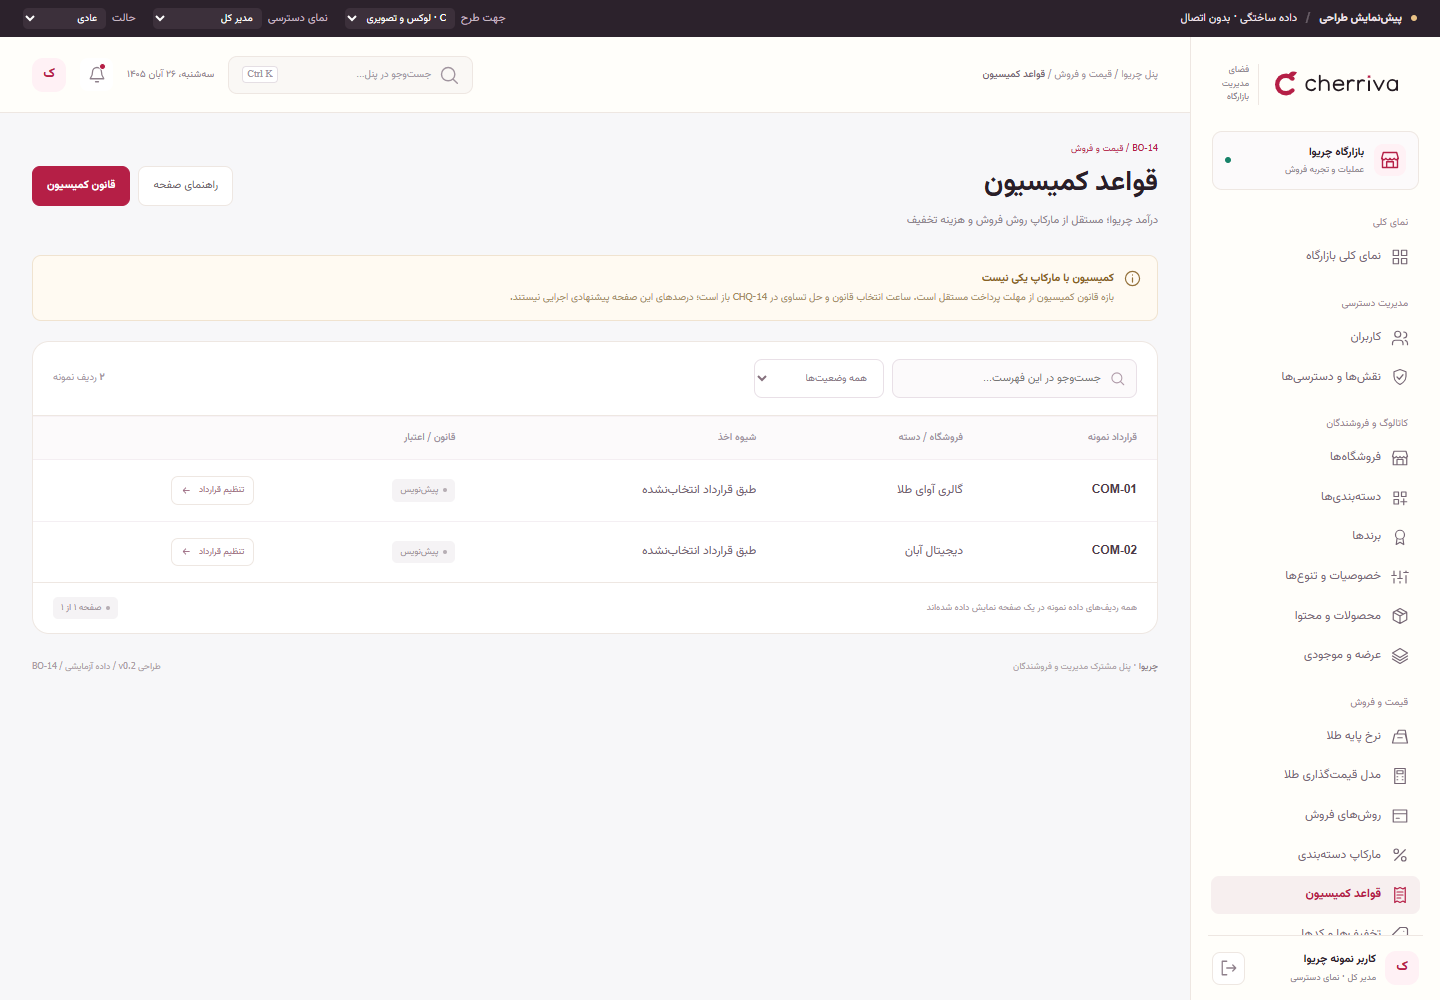 پیش‌نمایش طراحی / داده ساختگی · بدون اتصال
جهت طرح C · لوکس و تصویری
نمای دسترسی مدیر کل
حالت عادی
cherriva
فضای
مدیریت
بازارگاه
بازارگاه چریوا
عملیات و تجربه فروش
نمای کلی
نمای کلی بازارگاه
مدیریت دسترسی
کاربران
نقش‌ها و دسترسی‌ها
کاتالوگ و فروشندگان
فروشگاه‌ها
دسته‌بندی‌ها
برندها
خصوصیات و تنوع‌ها
محصولات و محتوا
عرضه و موجودی
قیمت و فروش
نرخ پایه طلا
مدل قیمت‌گذاری طلا
روش‌های فروش
مارکاپ دسته‌بندی
قواعد کمیسیون
تخفیف‌ها و کدها
ک
کاربر نمونه چریوا
مدیر کل · نمای دسترسی
پنل چریوا / قیمت و فروش / قواعد کمیسیون
جست‌وجو در پنل...
Ctrl K
سه‌شنبه، ۲۶ آبان ۱۴۰۵
ک
BO-14 / قیمت و فروش
قواعد کمیسیون
درآمد چریوا؛ مستقل از مارکاپ روش فروش و هزینه تخفیف
راهنمای صفحه
قانون کمیسیون
کمیسیون با مارکاپ یکی نیست
بازه قانون کمیسیون از مهلت پرداخت مستقل است. ساعت انتخاب قانون و حل تساوی در CHQ-14 باز است؛ درصدهای این صفحه پیشنهادی اجرایی نیستند.
جست‌وجو در این فهرست...
همه وضعیت‌ها
۲ ردیف نمونه
قرارداد نمونه
فروشگاه / دسته
شیوه اخذ
قانون / اعتبار
COM-01
گالری آوای طلا
طبق قرارداد انتخاب‌نشده
پیش‌نویس
تنظیم قرارداد ←
COM-02
دیجیتال آبان
طبق قرارداد انتخاب‌نشده
پیش‌نویس
تنظیم قرارداد ←
همه ردیف‌های داده نمونه در یک صفحه نمایش داده شده‌اند
صفحه ۱ از ۱
چریوا · پنل مشترک مدیریت و فروشندگان
طراحی v0.2 / داده آزمایشی / BO-14